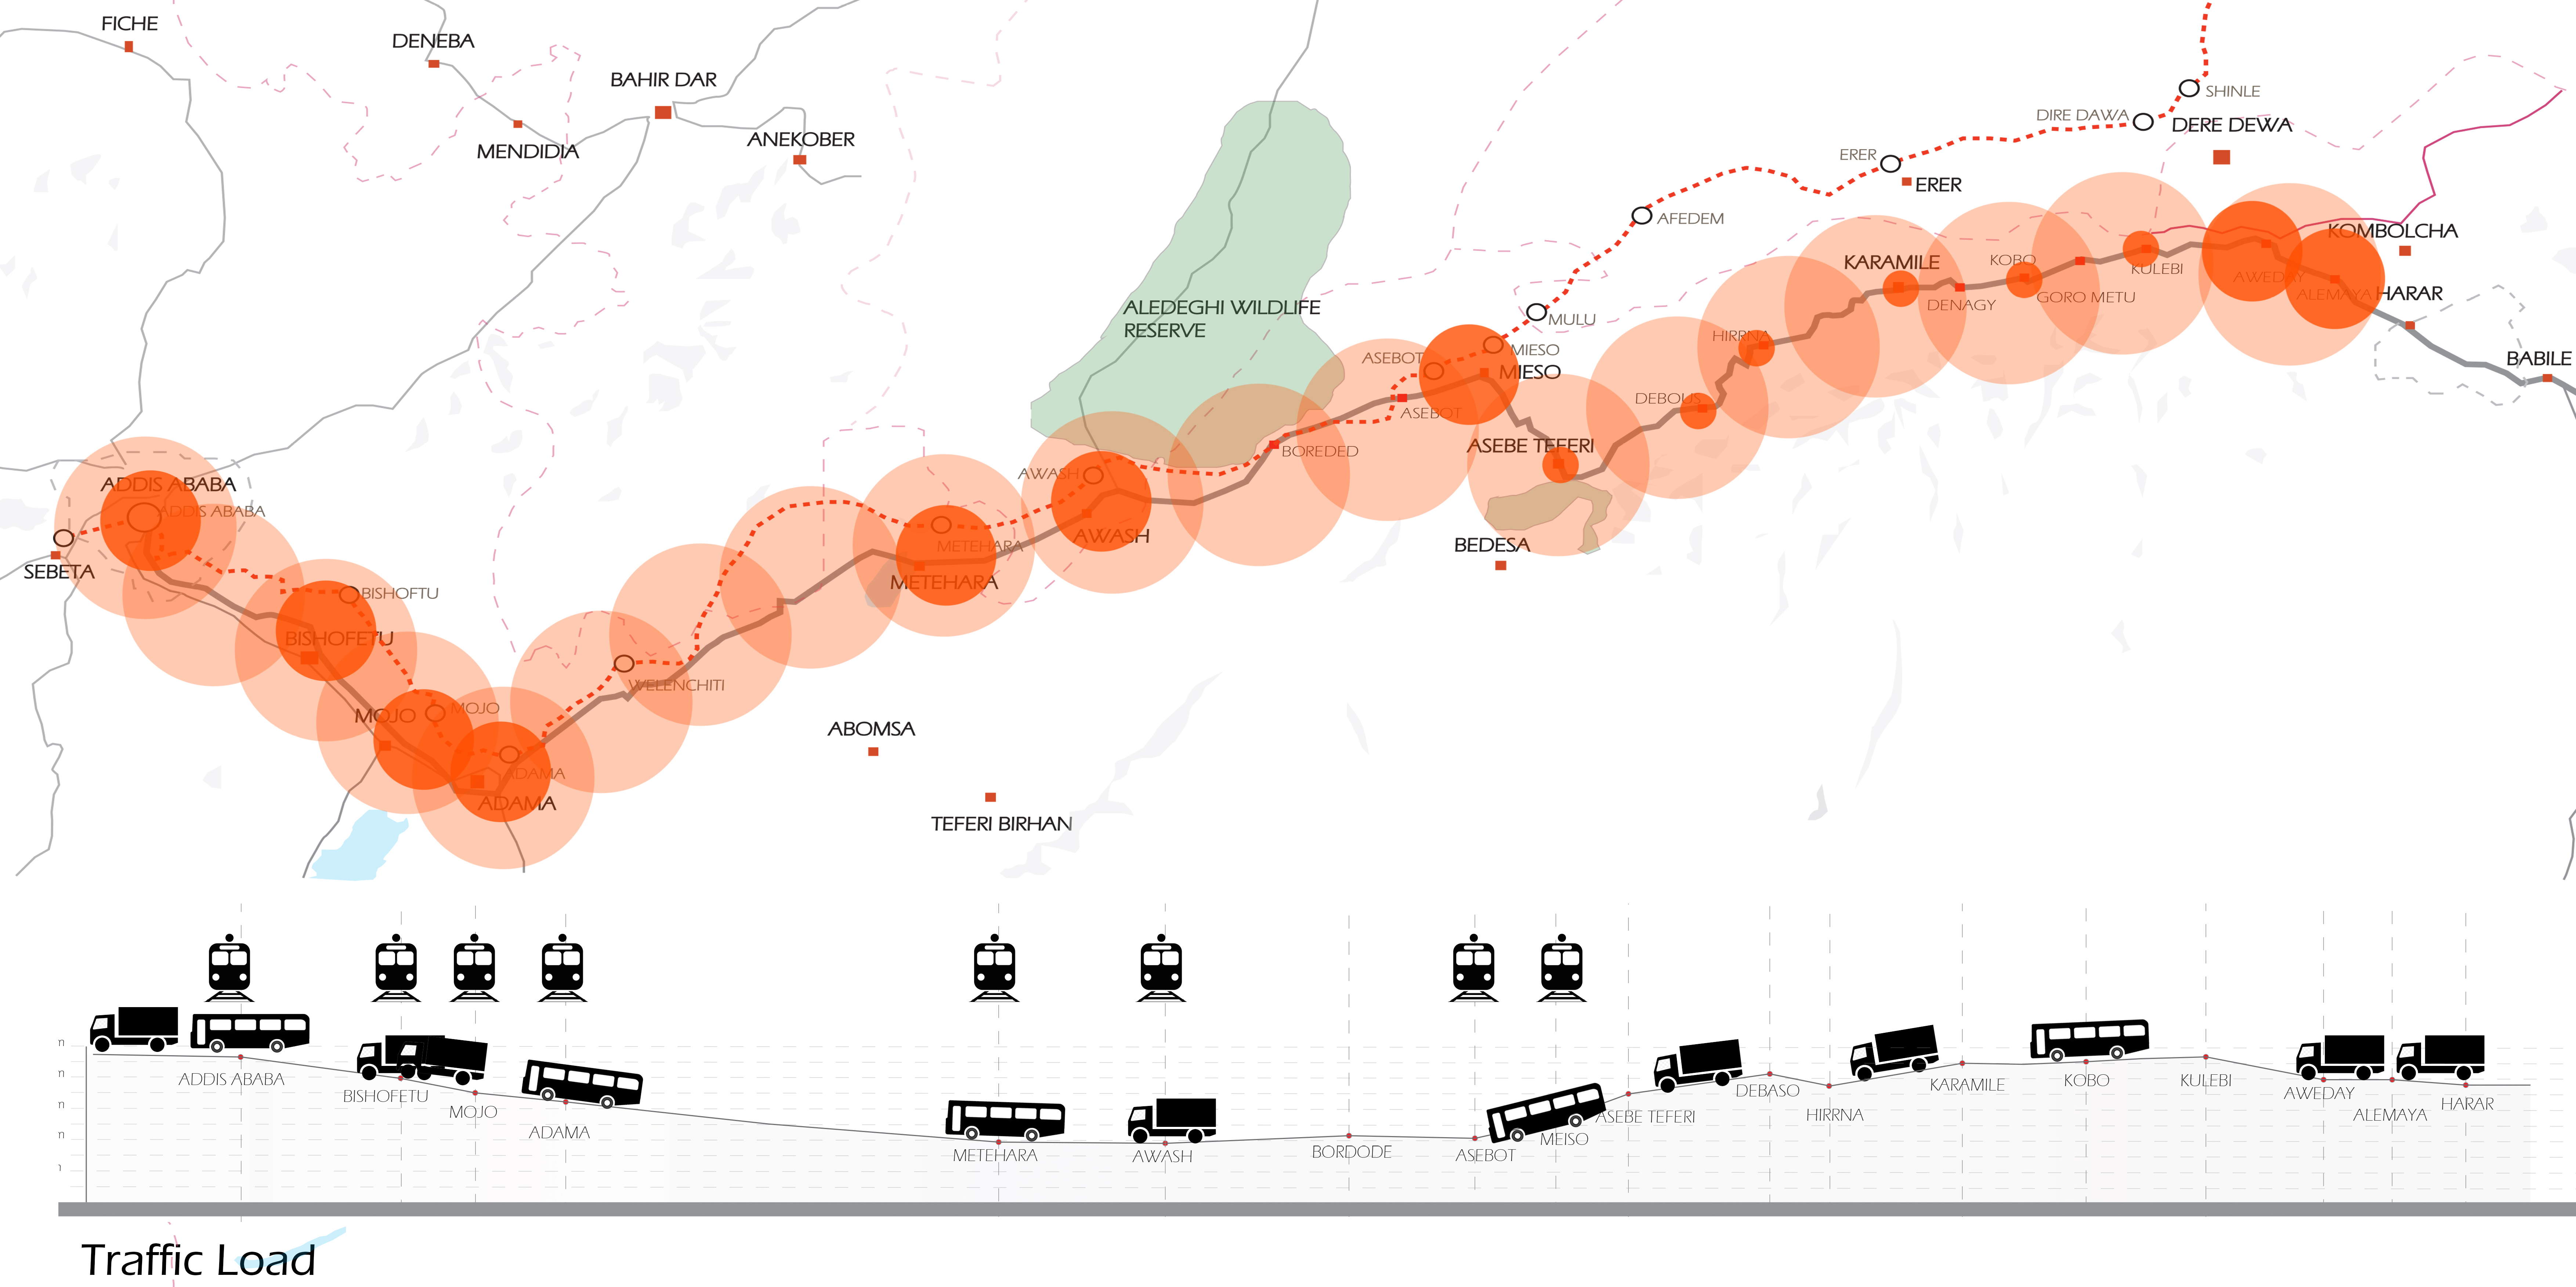 FICHE
DENEBA
BAHIR DAR
MENDIDIA
ANEKOBER
SHINLE
DIRE DAWA
DERE DEWA
ERER
ERER
AFEDEM
KOMBOLCHA
KARAMILE
KOBO
KULEBI
AWEDAY
ALEMAYA
HARAR
DENAGY
GORO METU
ALEDEGHI WILDLIFE
RESERVE
MULU
HIRRNA
MIESO
ASEBOT
MIESO
BABILE
DEBOUS
ASEBOT
ASEBE TEFERI
BOREDED
AWASH
ADDIS ABABA
ADDIS ABABA
AWASH
METEHARA
BEDESA
SEBETA
METEHARA
BISHOFTU
BISHOFETU
WELENCHITI
MOJO
MOJO
ABOMSA
ADAMA
ADAMA
TEFERI BIRHAN
m
m
m
m
ADDIS ABABA
BISHOFETU
MOJO
ADAMA
METEHARA
AWASH
BORDODE
ASEBOT
MEISO
ASEBE TEFERI
DEBASO
HIRRNA
KARAMILE
KOBO
KULEBI
AWEDAY
ALEMAYA
HARAR
Traffic Load